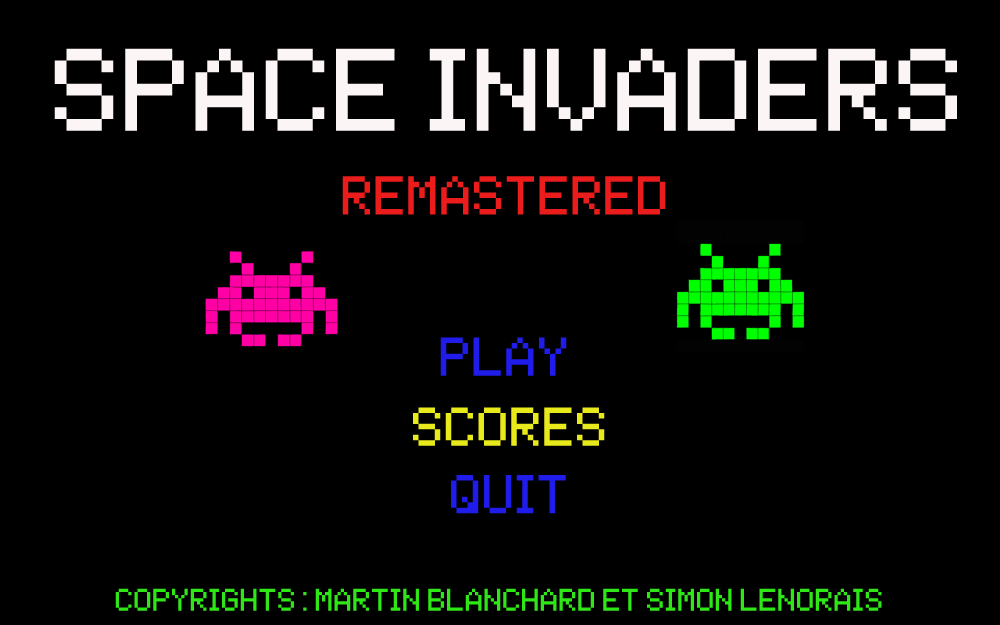 SPACE INVADERS
REMASTERED
PLAY
SCORES
QUIT
COPYRIGHTS : MARTIN BLANCHARD ET SIMON LENORAIS